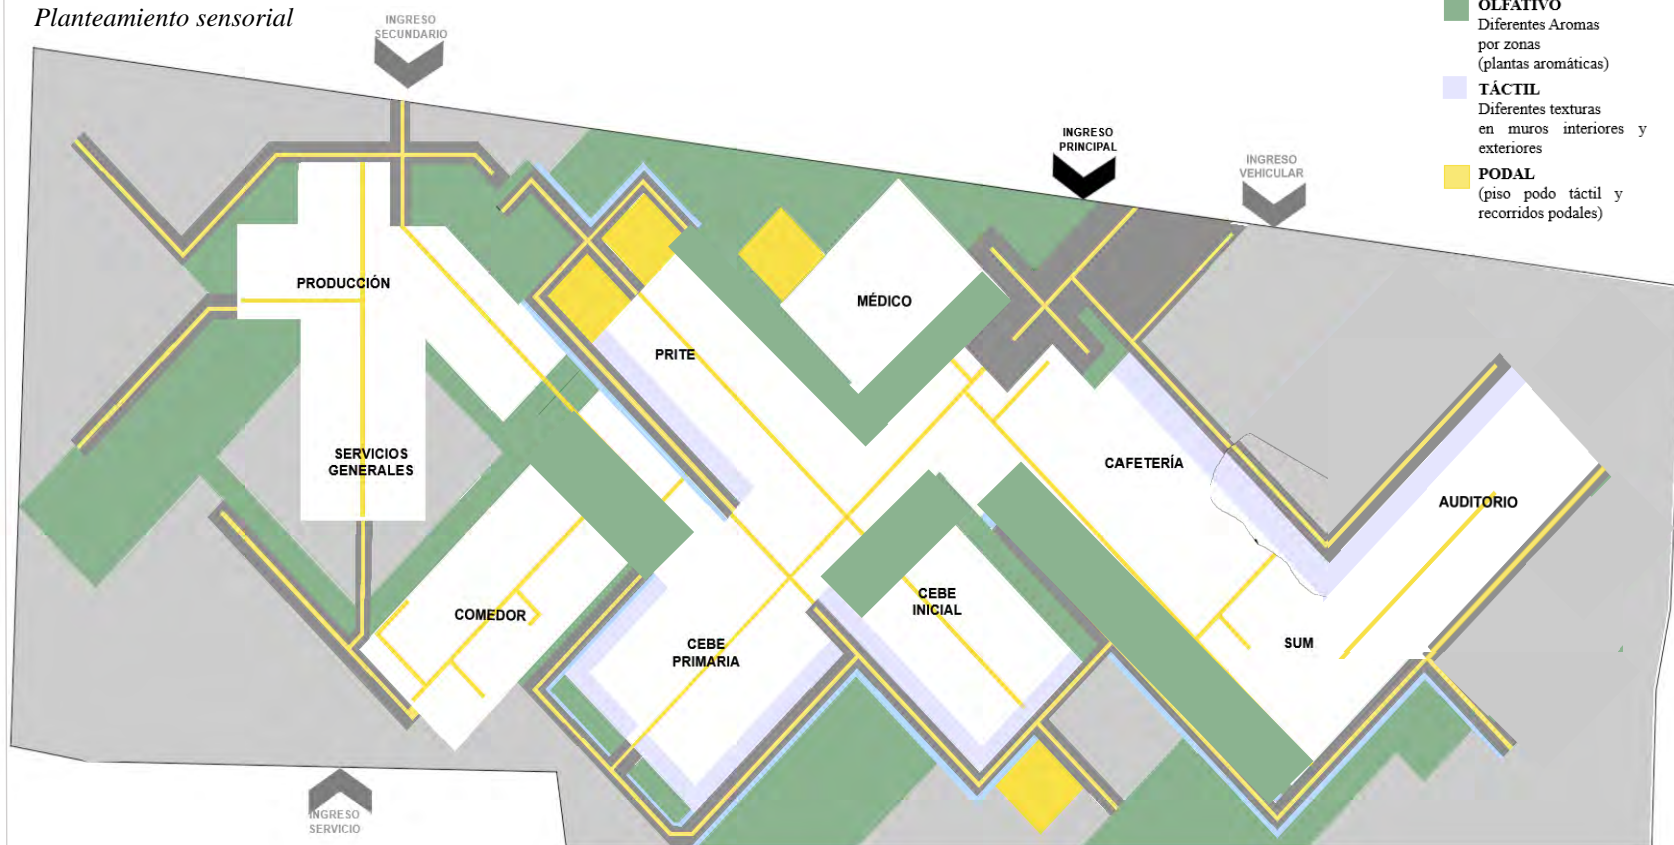 Planteamiento sensorial
INGRESO
SECUNDARIO
OLFATIVO
Diferentes Aromas
por zonas
(plantas aromáticas)
TÁCTIL
Diferentes texturas
en muros interiores y
exteriores
PODAL
(piso podo táctil y
recorridos podales)
INGRESO
PRINCIPAL
INGRESO
VEHICULAR
PRODUCCIÓN
MÉDICO
PRITE
SERVICIOS
GENERALES
CAFETERÍA
AUDITORIO
COMEDOR
CEBE
INICIAL
CEBE
PRIMARIA
SUM
INGRESO
SERVICIO